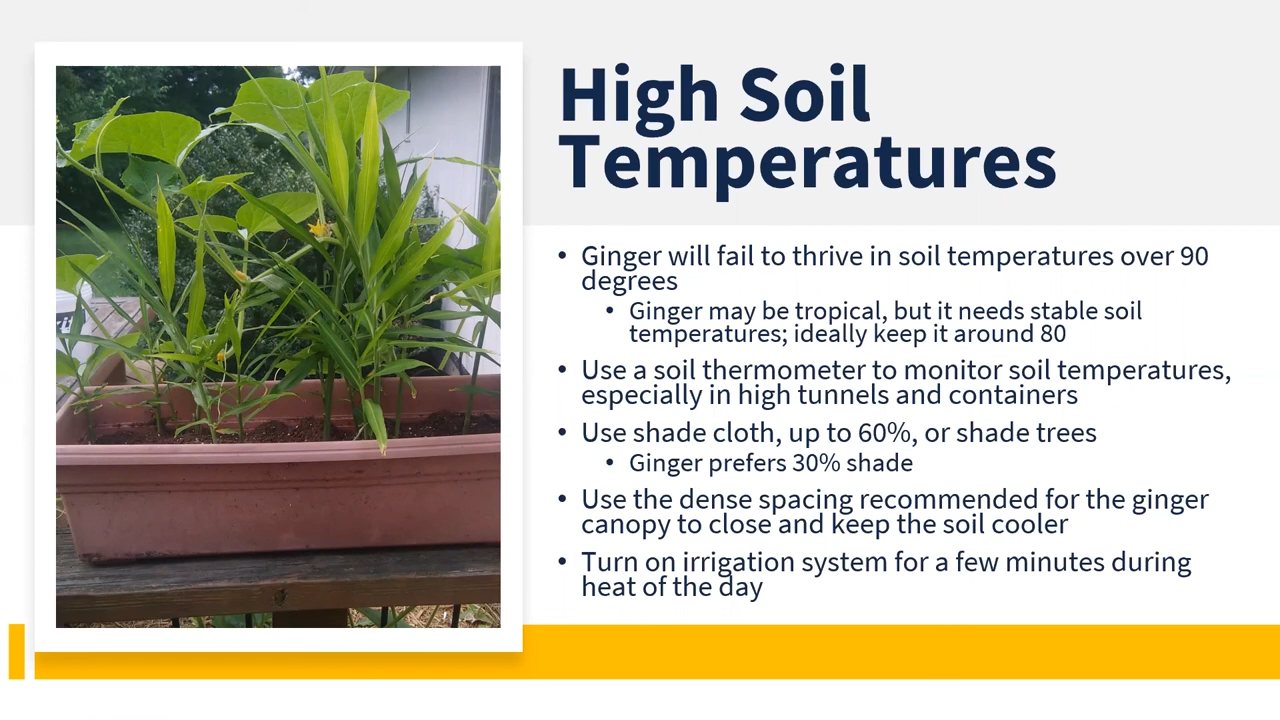 High Soil
Temperatures
• Ginger will fail to thrive in soil temperatures over 90
degrees
• Ginger may be tropical, but it needs stable soil
temperatures; ideally keep it around 80
• Use a soil thermometer to monitor soil temperatures,
especially in high tunnels and containers
• Use shade cloth, up to 60%, or shade trees
• Ginger prefers 30% shade
• Use the dense spacing recommended for the ginger
canopy to close and keep the soil cooler
• Turn on irrigation system for a few minutes during
heat of the day